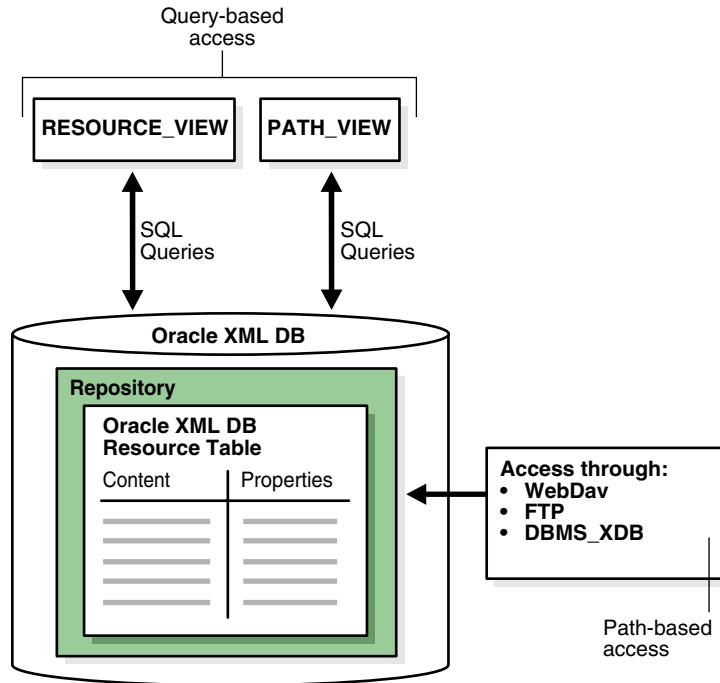 Query-based
access
RESOURCE_VIEW
PATH_VIEW
SQL
Queries
SQL
Queries
Oracle XML DB
Repository
Oracle XML DB
Resource Table
Content
Properties
Access through:
• WebDav
• FTP
• DBMS_XDB
Path-based
access